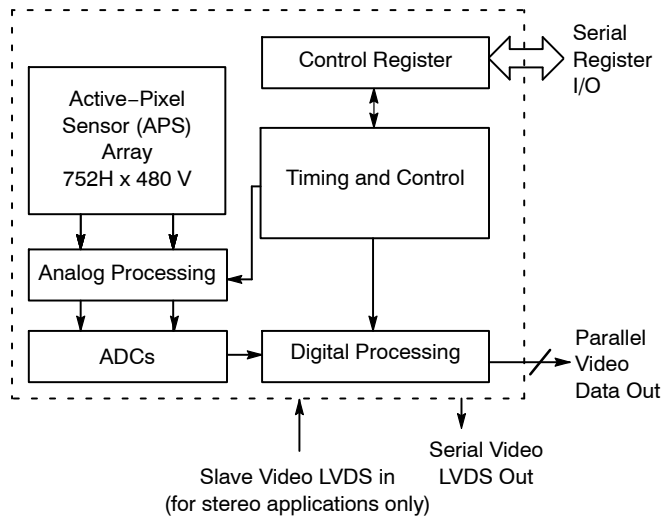 Control Register
Serial
Register
I/O
Active−Pixel
Sensor (APS)
Array
752H x 480 V
Timing and Control
Analog Processing
ADCs
Digital Processing
Parallel
Video
Data Out
Slave Video LVDS in
(for stereo applications only)
Serial Video
LVDS Out